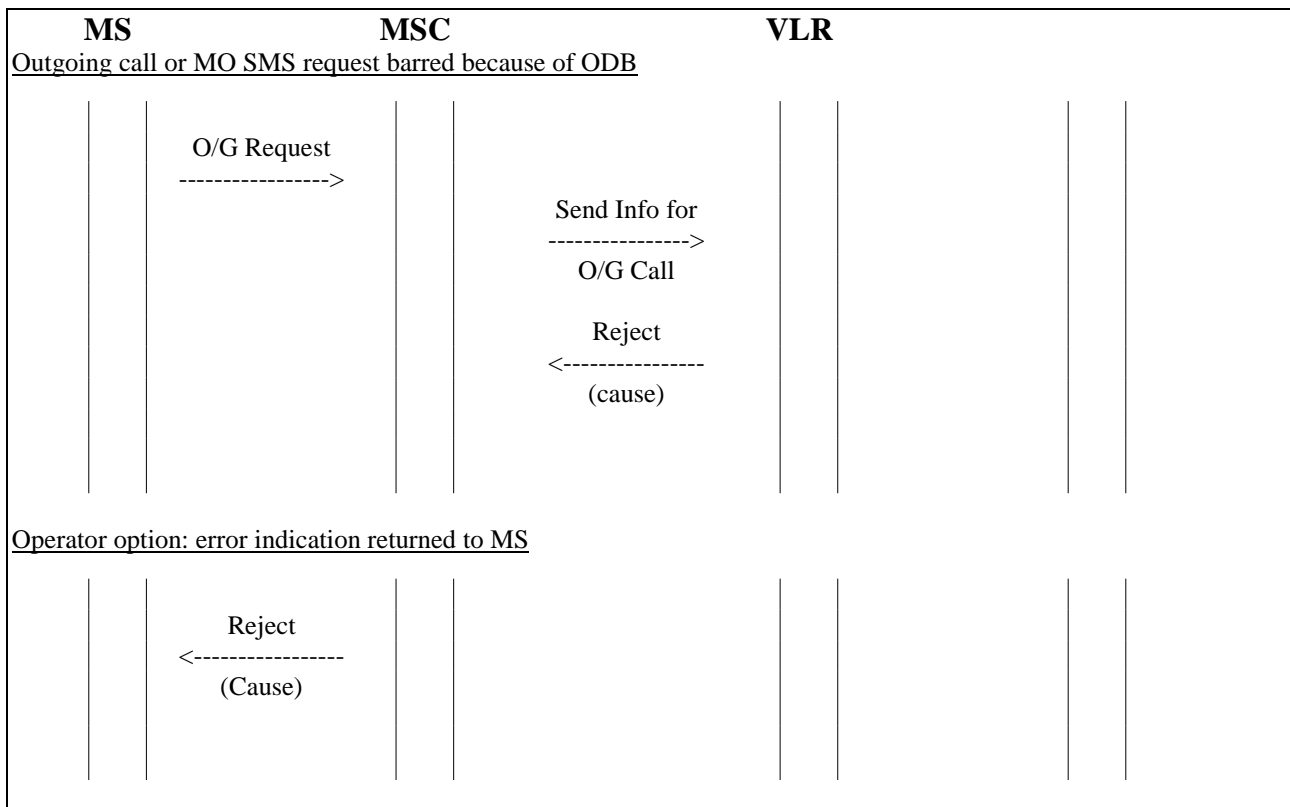 MS MSC VLR
Outgoing call or MO SMS request barred because of ODB
O/G Request
----------------->
Send Info for
---------------->
O/G Call
Reject
<----------------
(cause)
Operator option: error indication returned to MS
Reject
<-----------------
(Cause)